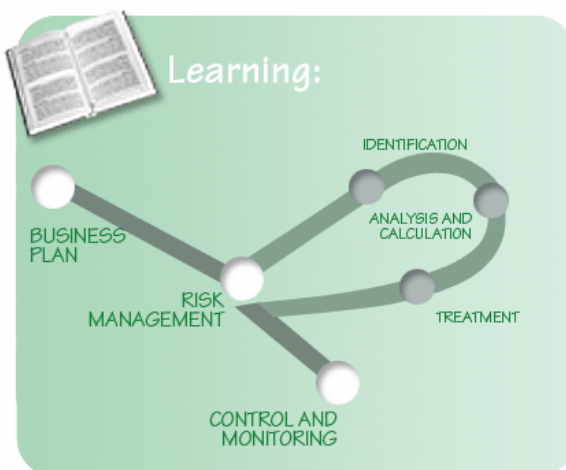 Learning:
IDENTIFICATION
ANALYSIS AND
CALCULATION
BUSINESS
PLAN
RISK
MANAGEMENT
TREATMENT
CONTROL AND
MONITORING